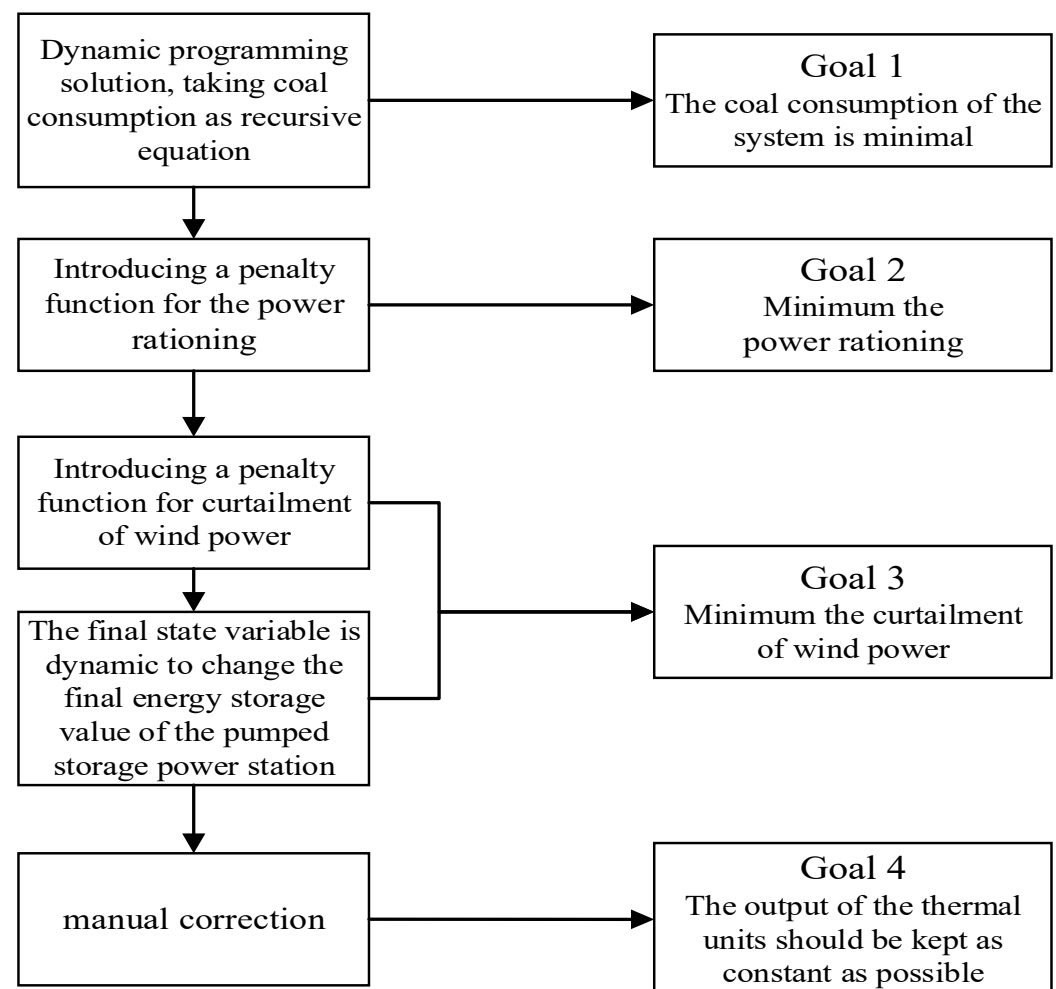 Dynamic programming
solution, taking coal
consumption as recursive
equation
Goal 1
The coal consumption of the
system is minimal
Introducing a penalty
function for the power
rationing
Goal 2
Minimum the
power rationing
Introducing a penalty
function for curtailment
of wind power
The final state variable is
dynamic to change the
final energy storage
value of the pumped
storage power station
Goal 3
Minimum the curtailment
of wind power
manual correction
Goal 4
The output of the thermal
units should be kept as
constant as possible